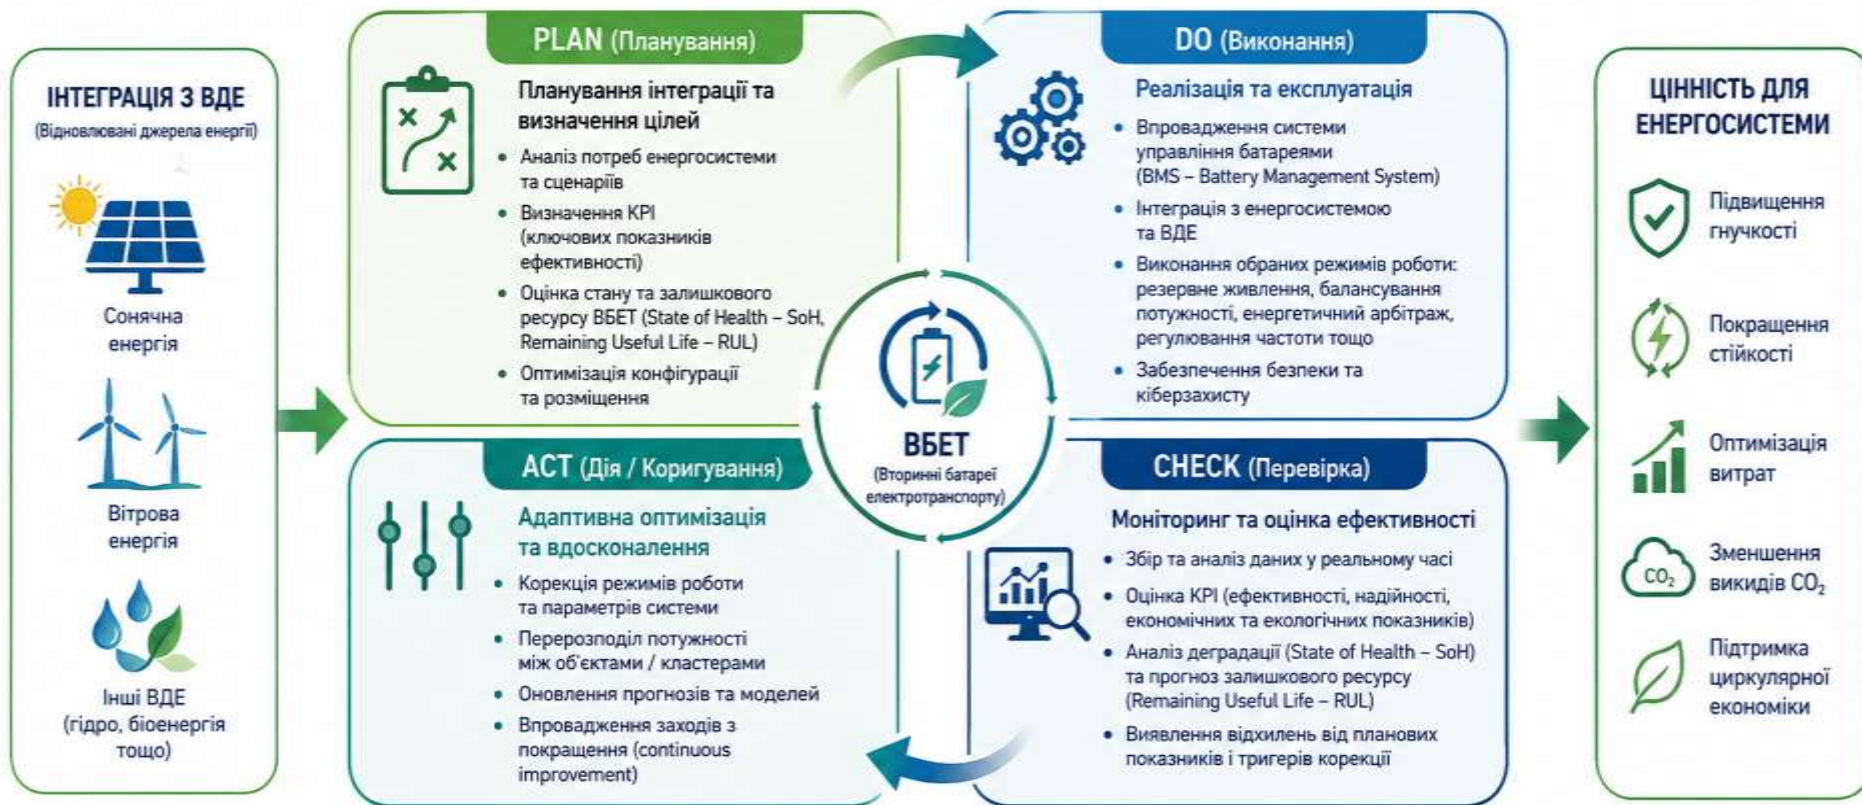 ІНТЕГРАЦІЯ З ВДЕ
(Відновлювані джерела енергії)
Сонячна
енергія
Вітрова
енергія
Інші ВДЕ
(гідро, біоенергія
тощо)
PLAN (Планування)
Планування інтеграції та
визначення цілей
• Аналіз потреб енергосистеми
та сценаріїв
• Визначення KPI
(ключових показників
ефективності)
• Оцінка стану та залишкового
ресурсу ВБЕТ (State of Health – SoH,
Remaining Useful Life – RUL)
• Оптимізація конфігурації
та розміщення
DO (Виконання)
Реалізація та експлуатація
• Впровадження системи
управління батареями
(BMS – Battery Management System)
• Інтеграція з енергосистемою
та ВДЕ
• Виконання обраних режимів роботи:
резервне живлення, балансування
потужності, енергетичний арбітраж,
регулювання частоти тощо
• Забезпечення безпеки та
кіберзахисту
ВБЕТ
(Вторинні батареї
електротранспорту)
ACT (Дія / Коригування)
Адаптивна оптимізація
та вдосконалення
• Корекція режимів роботи
та параметрів системи
• Перерозподіл потужності
між об'єктами / кластерами
• Оновлення прогнозів та моделей
• Впровадження заходів з
покращення (continuous
improvement)
CHECK (Перевірка)
Моніторинг та оцінка ефективності
• Збір та аналіз даних у реальному часі
• Оцінка KPI (ефективності, надійності,
економічних та екологічних показників)
• Аналіз деградації (State of Health – SoH)
та прогноз залишкового ресурсу
(Remaining Useful Life – RUL)
• Виявлення відхилень від планових
показників і тригерів корекції
ЦІННІСТЬ ДЛЯ
ЕНЕРГОСИСТЕМИ
Підвищення
гнучкості
Покращення
стійкості
Оптимізація
витрат
CO₂
Зменшення
викидів CO₂
Підтримка
циркулярної
економіки